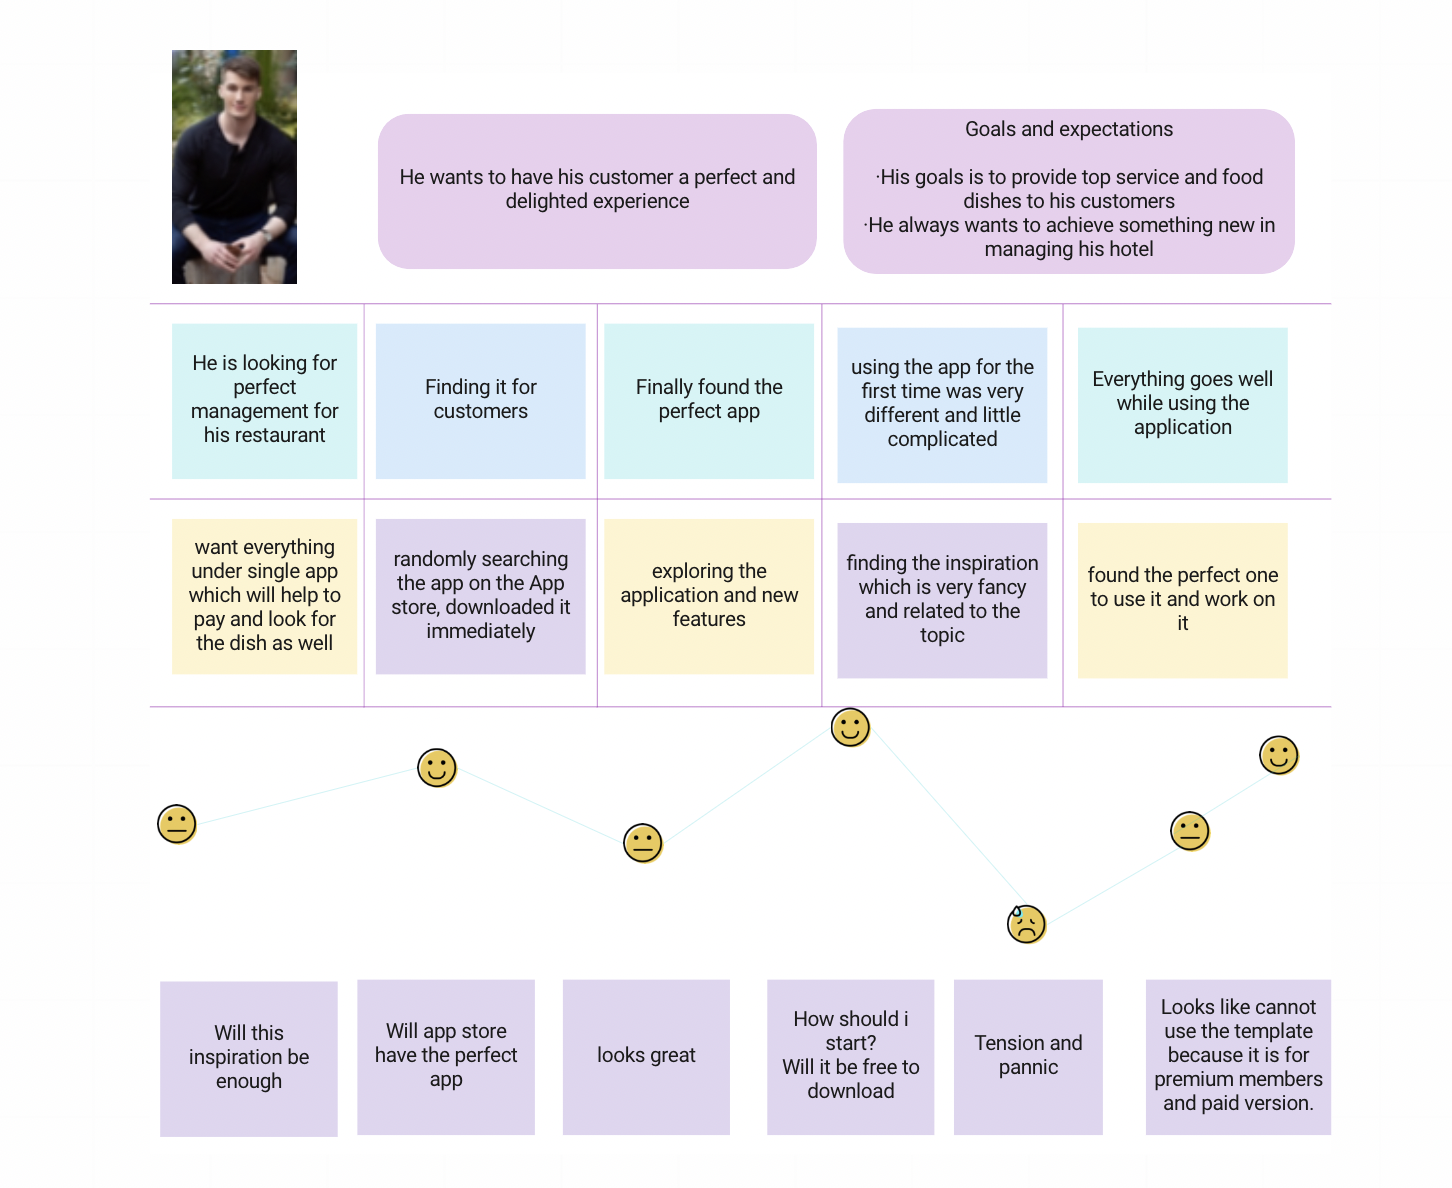 He wants to have his customer a perfect and
delighted experience
Goals and expectations
·His goals is to provide top service and food
dishes to his customers
·He always wants to achieve something new in
managing his hotel
He is looking for
perfect
management for
his restaurant
Finding it for
customers
Finally found the
perfect app
using the app for the
first time was very
different and little
complicated
Everything goes well
while using the
application
want everything
under single app
which will help to
pay and look for
the dish as well
randomly searching
the app on the App
store, downloaded it
immediately
exploring the
application and new
features
finding the inspiration
which is very fancy
and related to the
topic
found the perfect one
to use it and work on
it
Will this
inspiration be
enough
Will app store
have the perfect
app
looks great
How should i
start?
Will it be free to
download
Tension and
pannic
Looks like cannot
use the template
because it is for
premium members
and paid version.